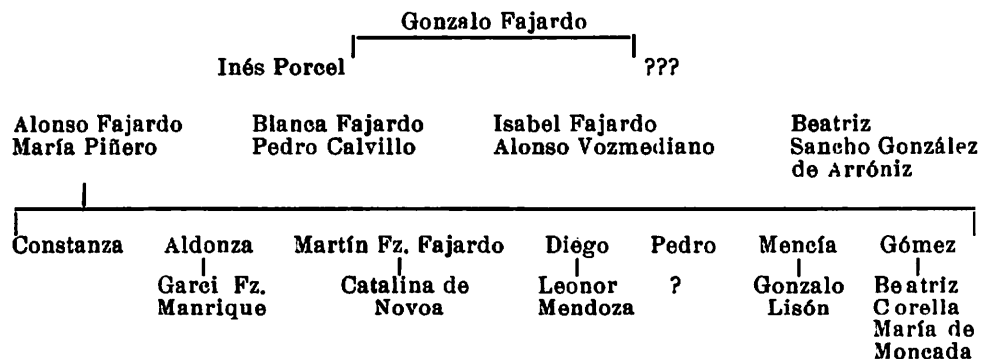 Gonzalo Fajardo
Inés Porcel ???
Alonso Fajardo Blanca Fajardo Isabel Fajardo Beatriz
María Piñero Pedro Calvillo Alonso Vozmediano Sancho González
de Arróniz
Constanza Aldonza Martín Fz. Fajardo Diego Pedro Mencía Gómez
Garci Fz. Catalina de Leonor ? Gonzalo Beatriz
Manrique Novoa Mendoza Lisón Corella
María de
Moncada